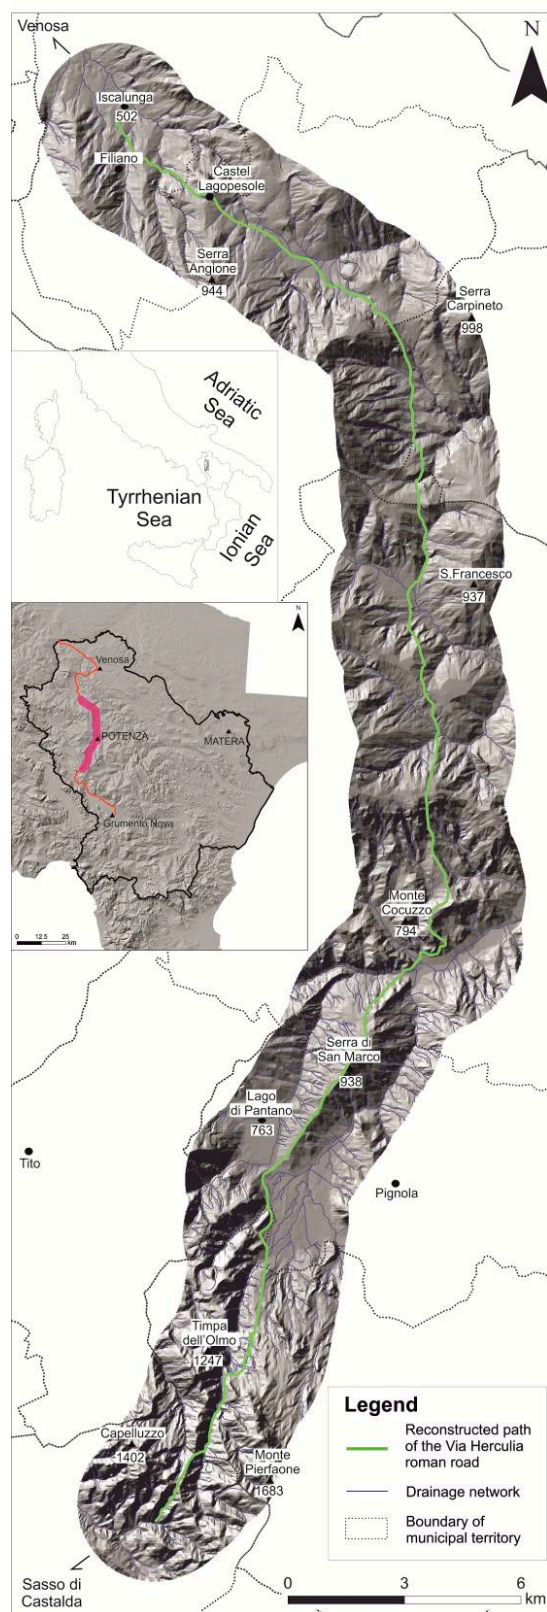 Venosa
N
Iscalunga
502
Filiano
Castel
Lagopesole
Serra
Angione
944
Serra
Carpineto
998
Adriatic
Sea
Tyrrhenian
Sea
Ionian
Sea
S.Francesco
937
N
Venosa
POTENZA
MATERA
Grumento Nova
0 12.5 25
km
Monte
Cocuzzo
794
Serra di
San Marco
938
Lago
di Pantano
763
Tito
Pignola
Timpa
dell'Olmo
1247
Capelluzzo
1402
Monte
Pierfaone
1683
Sasso di
Castalda
Legend
Reconstructed path
of the Via Herculia
roman road
Drainage network
Boundary of
municipal territory
0 3 6
km